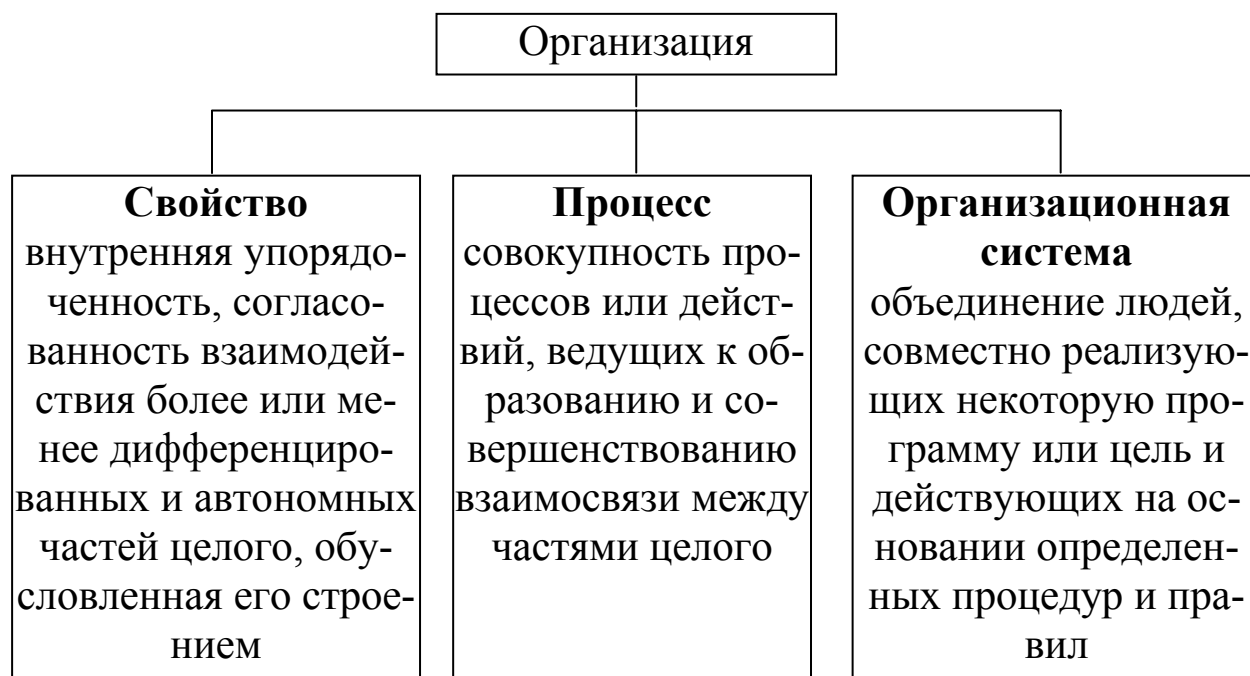 Организация
Свойство
внутренняя упорядо-
ченность, согласо-
ванность взаимодей-
ствия более или ме-
нее дифференциро-
ванных и автономных
частей целого, обу-
словленная его строе-
нием
Процесс
совокупность про-
цессов или дейст-
вий, ведущих к об-
разованию и со-
вершенствованию
взаимосвязи между
частями целого
Организационная
система
объединение людей,
совместно реализую-
щих некоторую про-
грамму или цель и
действующих на ос-
новании определен-
ных процедур и пра-
вил